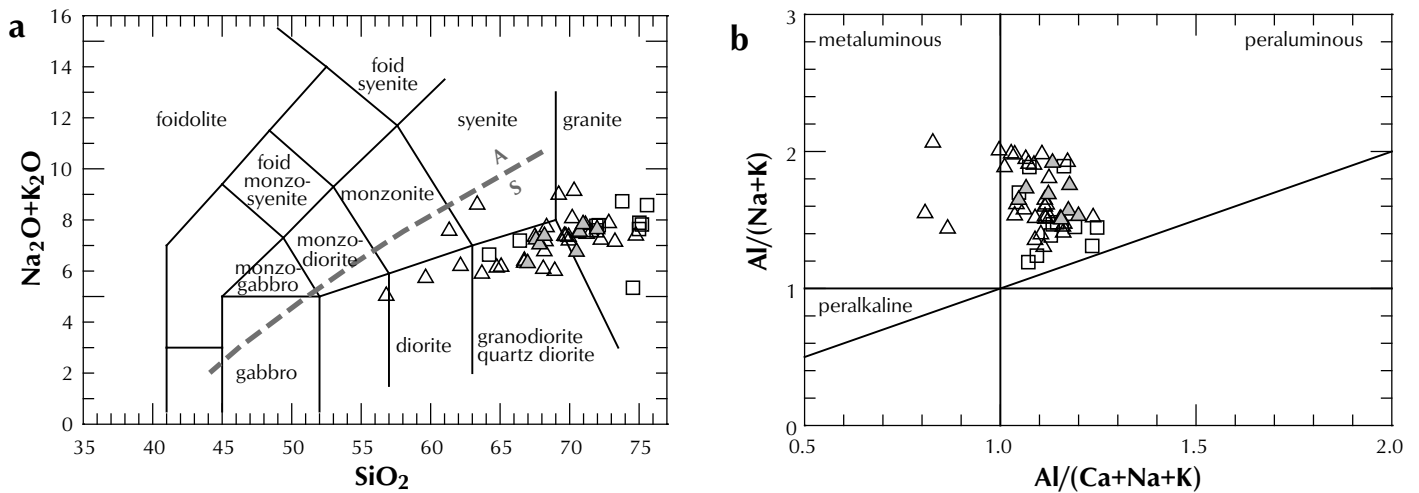 a
16
14
12
10
8
6
4
2
0
Na₂O+K₂O
35
40
45
50
55
60
65
70
75
SiO₂
foidolite
foid
syenite
syenite
granite
foid
monzo-
syenite
monzonite
monzo-
diorite
monzo-
gabbro
gabbro
diorite
granodiorite
quartz diorite
A
S
b
3
2
1
0
Al/(Na+K)
0.5
1.0
1.5
2.0
Al/(Ca+Na+K)
metaluminous
peraluminous
peralkaline